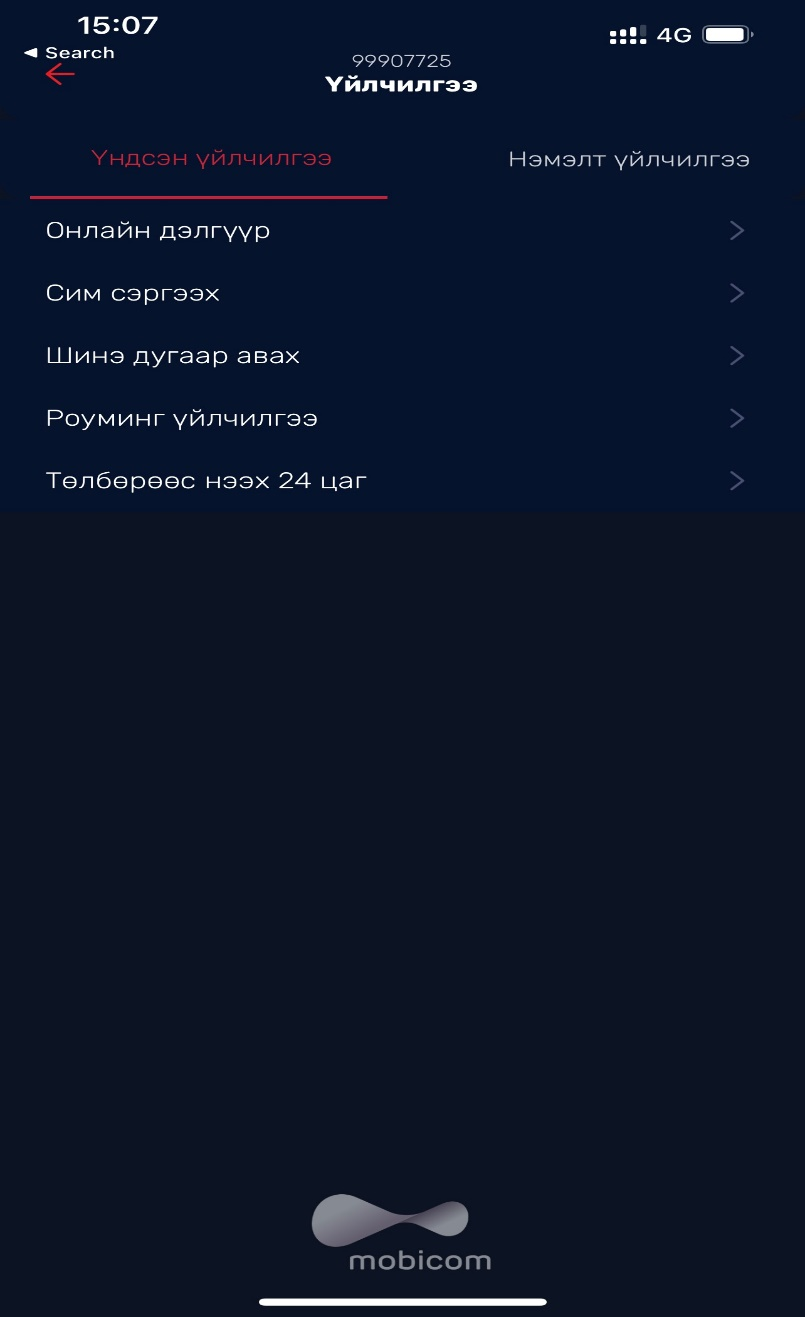 15:07
4G
◄ Search
99907725
Үйлчилгээ
Үндсэн үйлчилгээ
Нэмэлт үйлчилгээ
Онлайн дэлгүүр
Сим сэргээх
Шинэ дугаар авах
Роуминг үйлчилгээ
Төлбөрөөс нээх 24 цаг
mobicom